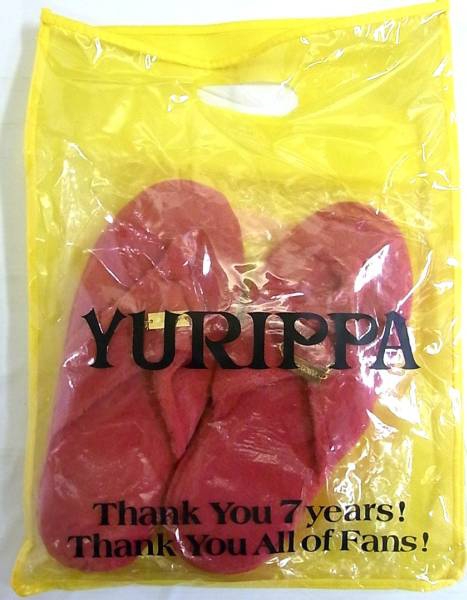 YURIPPA
Thank You 7 years!
Thank You All of Fans!